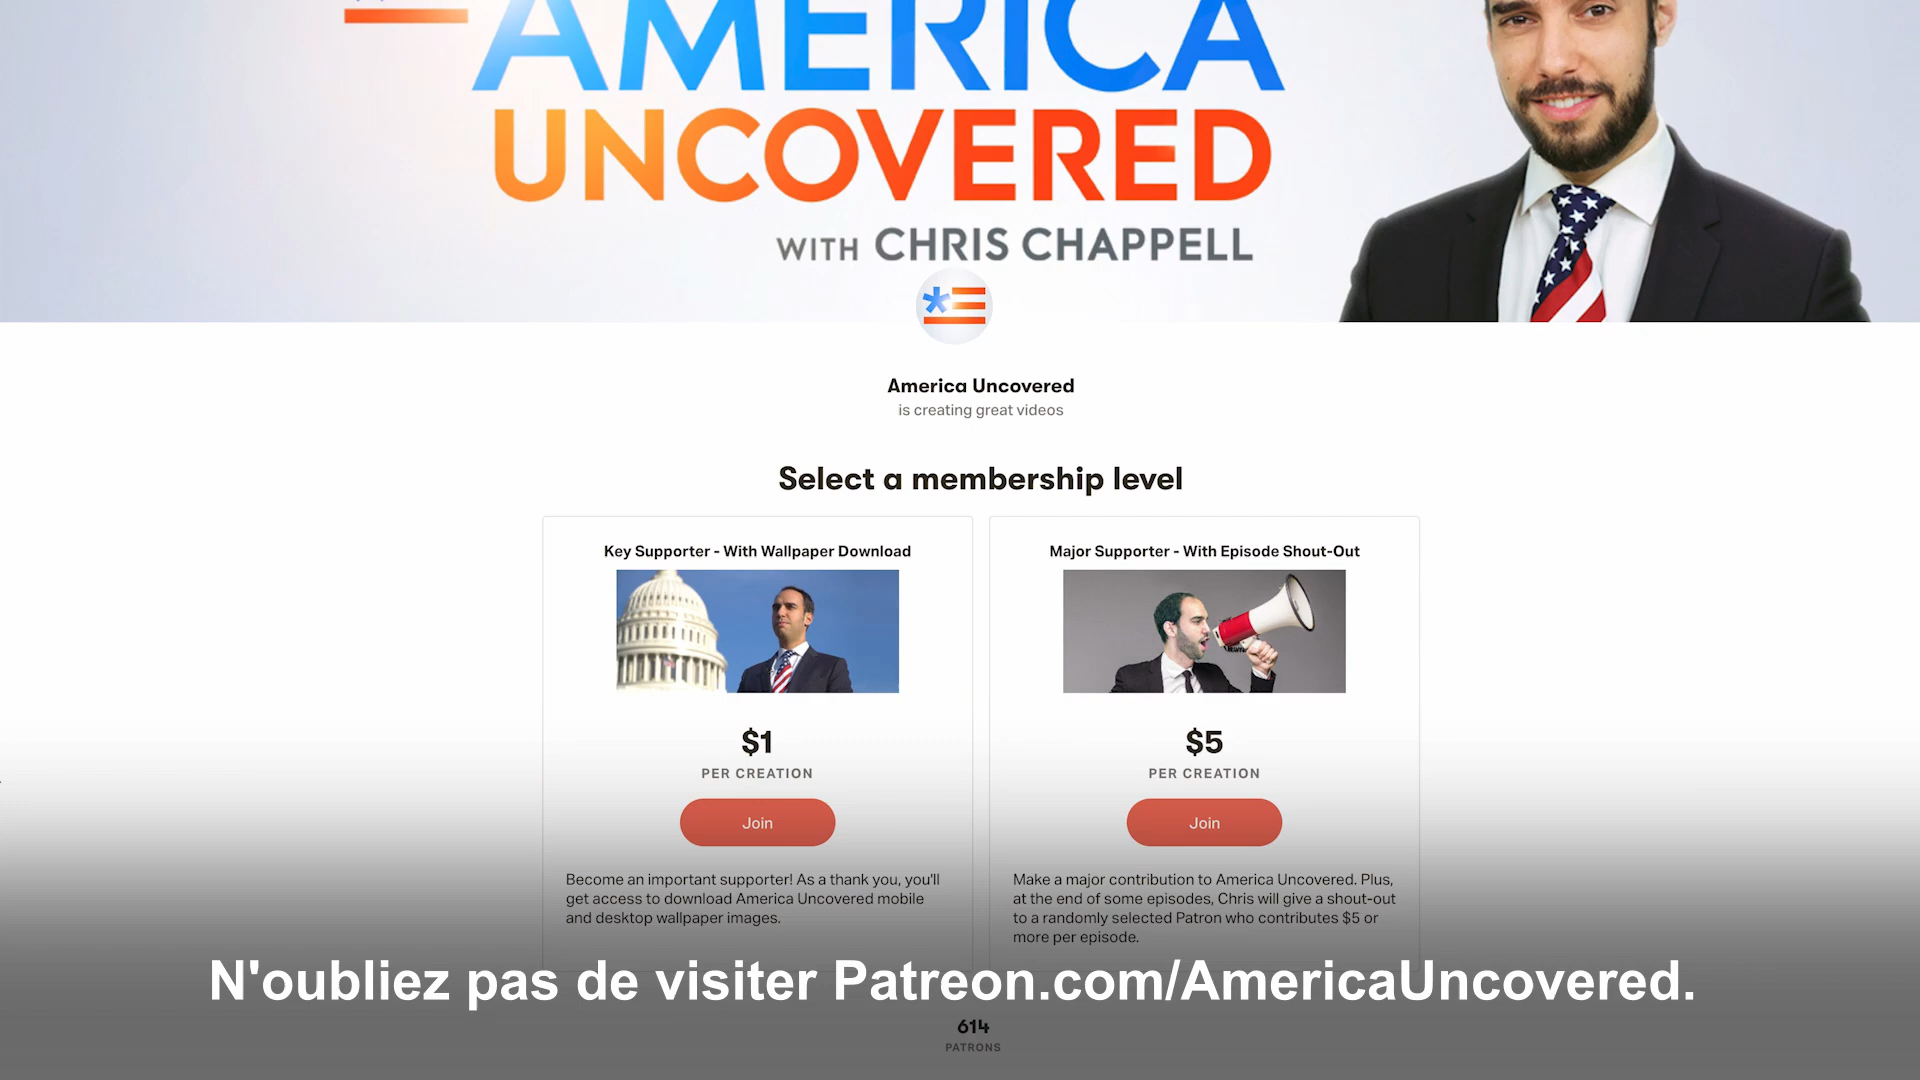 AMERICA
UNCOVERED
WITH CHRIS CHAPPELL
America Uncovered
is creating great videos
Select a membership level
Key Supporter - With Wallpaper Download
$1
PER CREATION
Join
Become an important supporter! As a thank you, you'll
get access to download America Uncovered mobile
and desktop wallpaper images.
Major Supporter - With Episode Shout-Out
$5
PER CREATION
Join
Make a major contribution to America Uncovered. Plus,
at the end of some episodes, Chris will give a shout-out
to a randomly selected Patron who contributes $5 or
more per episode.
N'oubliez pas de visiter Patreon.com/AmericaUncovered.
614
PATRONS